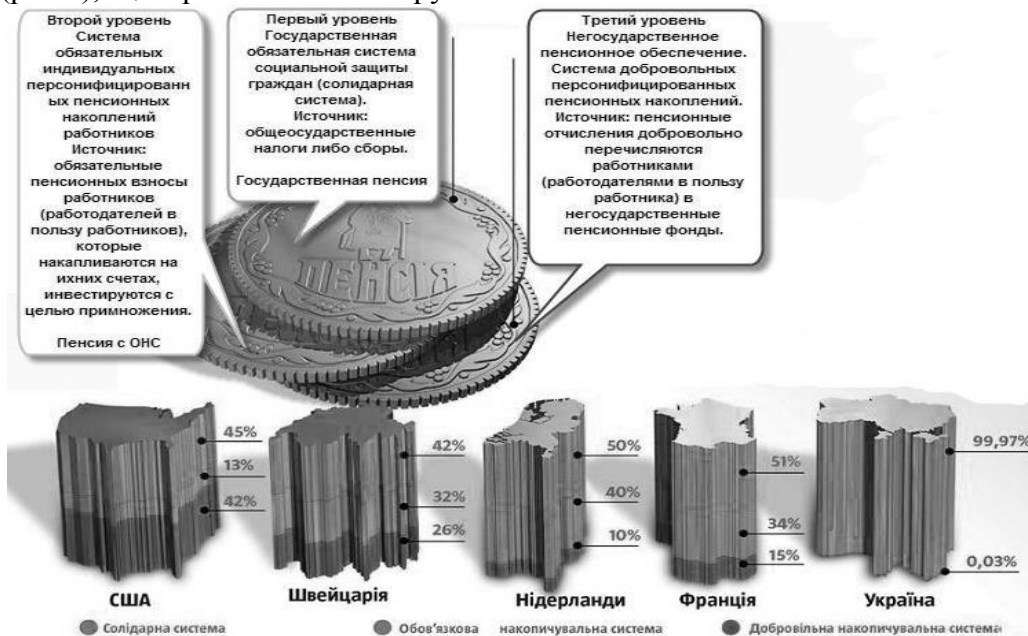 Второй уровень
Система
обязательных
индивидуальных
персонифицированн
ых пенсионных
накоплений
работников
Источник:
обязательные
пенсионных взносы
работников
(работодателей в
пользу работников),
которые
накапливаются на
ихних счетах,
инвестируются с
целью примножения.
Пенсия с ОНС
Первый уровень
Государственная
обязательная система
социальной защиты
граждан (солидарная
система).
Источник:
общеосударственные
налоги либо сборы.
Государственная пенсия
Третий уровень
Негосударственное
пенсионное обеспечение.
Система добровольных
персонифицированных
пенсионных накоплений.
Источник: пенсионные
отчисления добровольно
перечисляются
работниками
(работодателями в пользу
работника) в
негосударственные
пенсионные фонды.
ПЕНСІЯ
45%
13%
42%
США
42%
32%
26%
Швейцарія
50%
40%
10%
Нідерланди
51%
34%
15%
Франція
99,97%
0,03%
Україна
Солідарна система
Обов'язкова накопичувальна система
Добровільна накопичувальна система